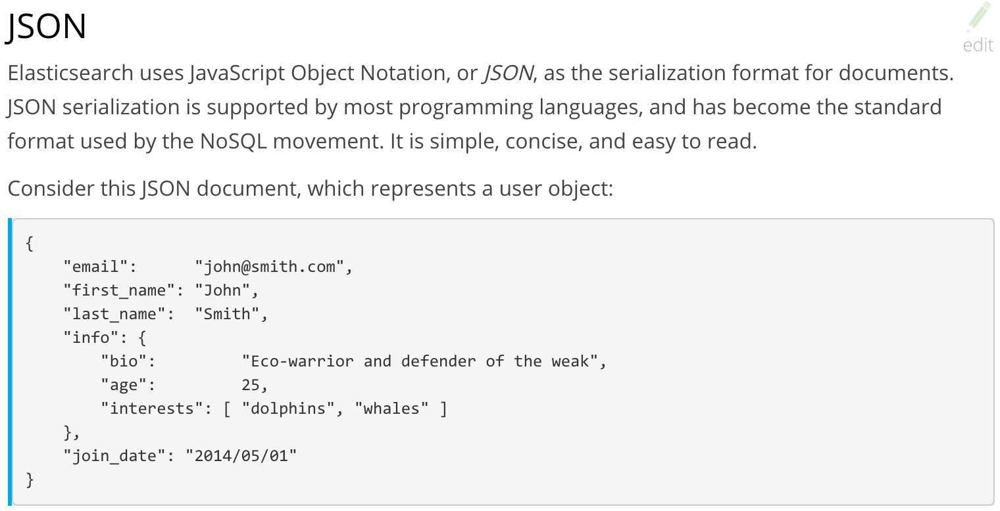 JSON
edit
Elasticsearch uses JavaScript Object Notation, or JSON, as the serialization format for documents.
JSON serialization is supported by most programming languages, and has become the standard
format used by the NoSQL movement. It is simple, concise, and easy to read.
Consider this JSON document, which represents a user object:
{
    "email":      "john@smith.com",
    "first_name": "John",
    "last_name":  "Smith",
    "info": {
        "bio":         "Eco-warrior and defender of the weak",
        "age":         25,
        "interests": [ "dolphins", "whales" ]
    },
    "join_date": "2014/05/01"
}